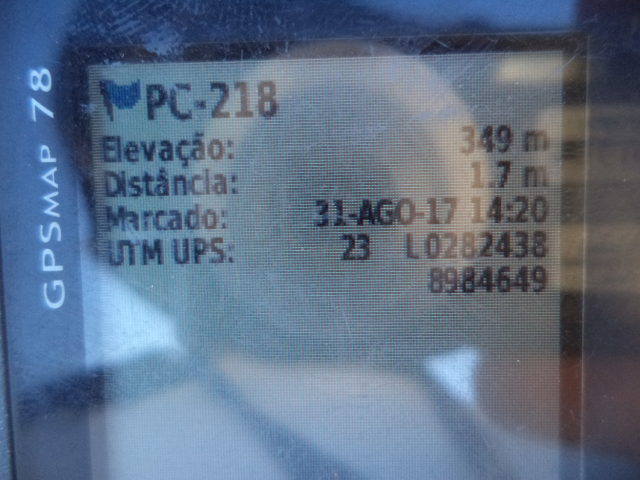 GPSMAP 78
PC-218
Elevação: 349 m
Distância: 1.7 m
Marcado: 31-AGO-17 14:20
UTM UPS: 23 L0282438
8984649